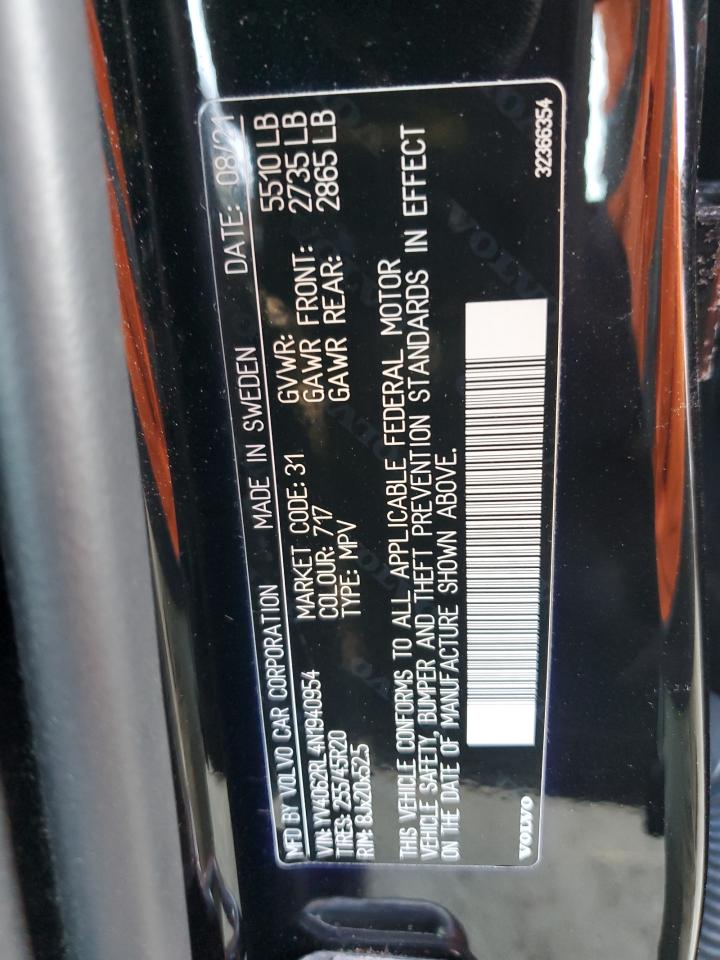 MFD BY VOLVO CAR CORPORATION MADE IN SWEDEN DATE: 08/21
VIN: YV4062RL4N1940954 MARKET CODE: 31 GVWR: 5510 LB
TIRES: 255/45R20 COLOUR: 717 GAWR FRONT: 2735 LB
RIM: 8Jx20x52.5 TYPE: MPV GAWR REAR: 2865 LB
THIS VEHICLE CONFORMS TO ALL APPLICABLE FEDERAL MOTOR
VEHICLE SAFETY, BUMPER AND THEFT PREVENTION STANDARDS IN EFFECT
ON THE DATE OF MANUFACTURE SHOWN ABOVE.
VOLVO 32366354